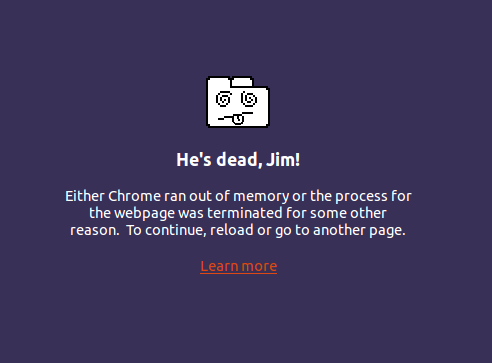 He's dead, Jim!
Either Chrome ran out of memory or the process for
the webpage was terminated for some other
reason.  To continue, reload or go to another page.
Learn more